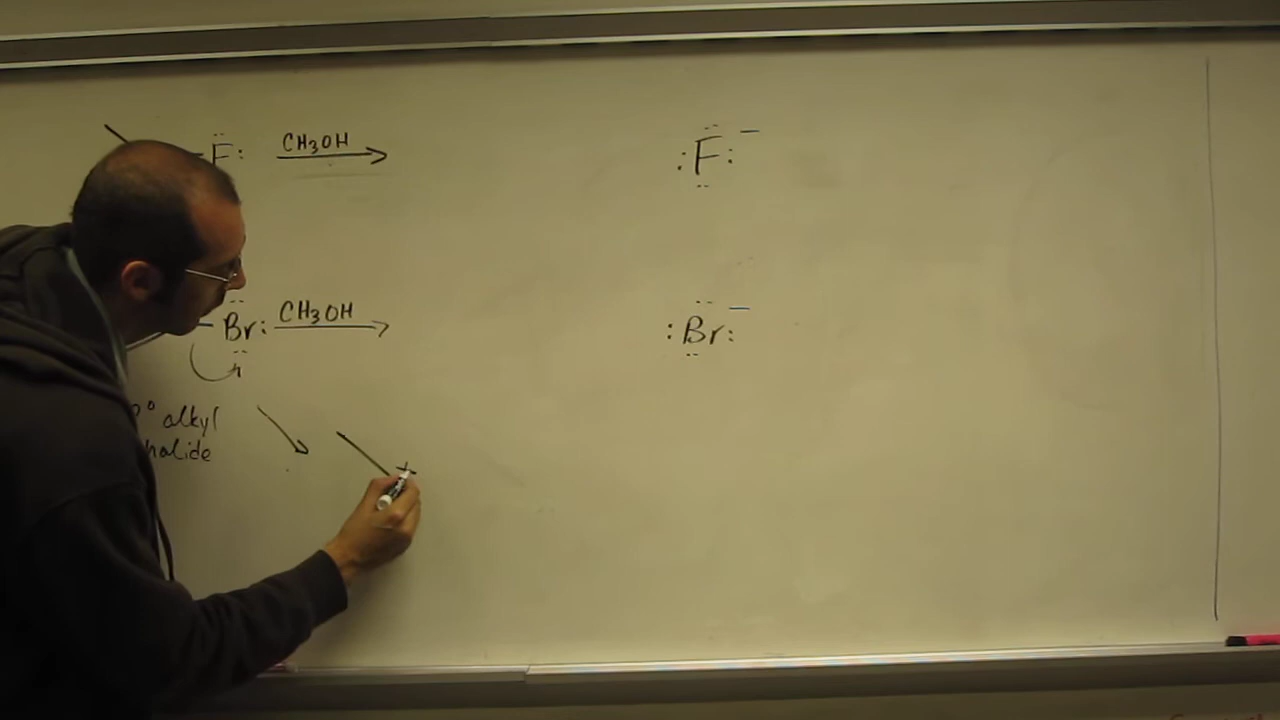 F: CH3OH :F: −
Br: CH3OH :Br: −
° alkyl
halide
+